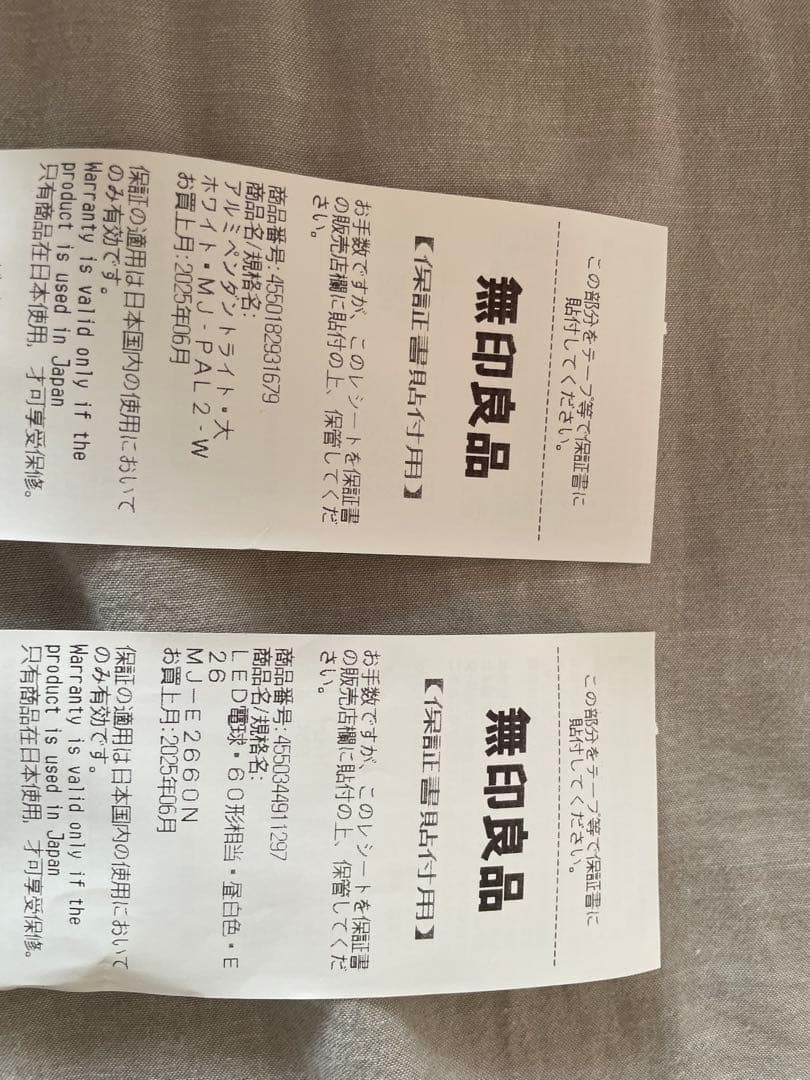 この部分をテープ等で保証書に
貼付してください。
無印良品
【保証書貼付用】
お手数ですが、このレシートを保証書
の販売店欄に貼付の上、保管してくだ
さい。
商品番号:4550182931679
商品名/規格名:
アルミペンダントライト・大
ホワイト・MJ-PAL2-W
お買上月:2025年06月
保証の適用は日本国内の使用において
のみ有効です。
Warranty is valid only if the
product is used in Japan
只有商品在日本使用，才可享受保修。
この部分をテープ等で保証書に
貼付してください。
無印良品
【保証書貼付用】
お手数ですが、このレシートを保証書
の販売店欄に貼付の上、保管してくだ
さい。
商品番号:4550344911297
商品名/規格名:
LED電球・60形相当・昼白色・E
26
MJ-E2660N
お買上月:2025年06月
保証の適用は日本国内の使用において
のみ有効です。
Warranty is valid only if the
product is used in Japan
只有商品在日本使用，才可享受保修。